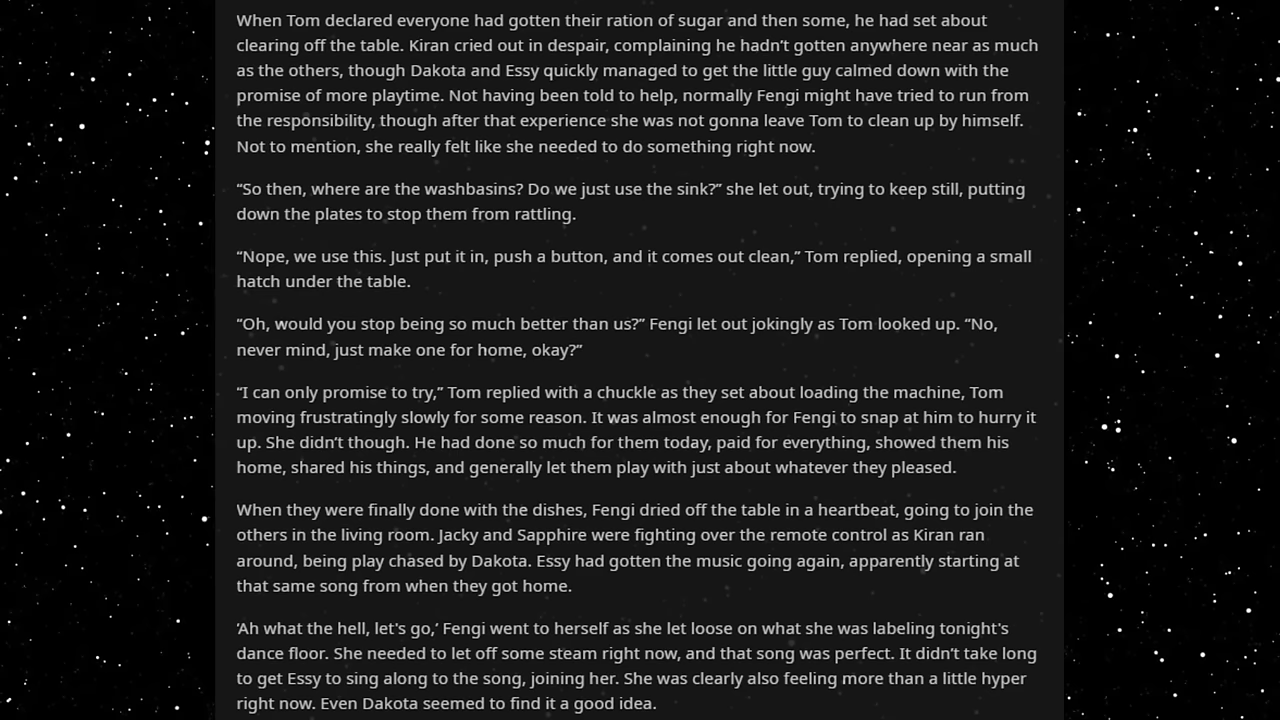 When Tom declared everyone had gotten their ration of sugar and then some, he had set about
clearing off the table. Kiran cried out in despair, complaining he hadn’t gotten anywhere near as much
as the others, though Dakota and Essy quickly managed to get the little guy calmed down with the
promise of more playtime. Not having been told to help, normally Fengi might have tried to run from
the responsibility, though after that experience she was not gonna leave Tom to clean up by himself.
Not to mention, she really felt like she needed to do something right now.
“So then, where are the washbasins? Do we just use the sink?” she let out, trying to keep still, putting
down the plates to stop them from rattling.
“Nope, we use this. Just put it in, push a button, and it comes out clean,” Tom replied, opening a small
hatch under the table.
“Oh, would you stop being so much better than us?” Fengi let out jokingly as Tom looked up. “No,
never mind, just make one for home, okay?”
“I can only promise to try,” Tom replied with a chuckle as they set about loading the machine, Tom
moving frustratingly slowly for some reason. It was almost enough for Fengi to snap at him to hurry it
up. She didn’t though. He had done so much for them today, paid for everything, showed them his
home, shared his things, and generally let them play with just about whatever they pleased.
When they were finally done with the dishes, Fengi dried off the table in a heartbeat, going to join the
others in the living room. Jacky and Sapphire were fighting over the remote control as Kiran ran
around, being play chased by Dakota. Essy had gotten the music going again, apparently starting at
that same song from when they got home.
‘Ah what the hell, let's go,’ Fengi went to herself as she let loose on what she was labeling tonight's
dance floor. She needed to let off some steam right now, and that song was perfect. It didn’t take long
to get Essy to sing along to the song, joining her. She was clearly also feeling more than a little hyper
right now. Even Dakota seemed to find it a good idea.